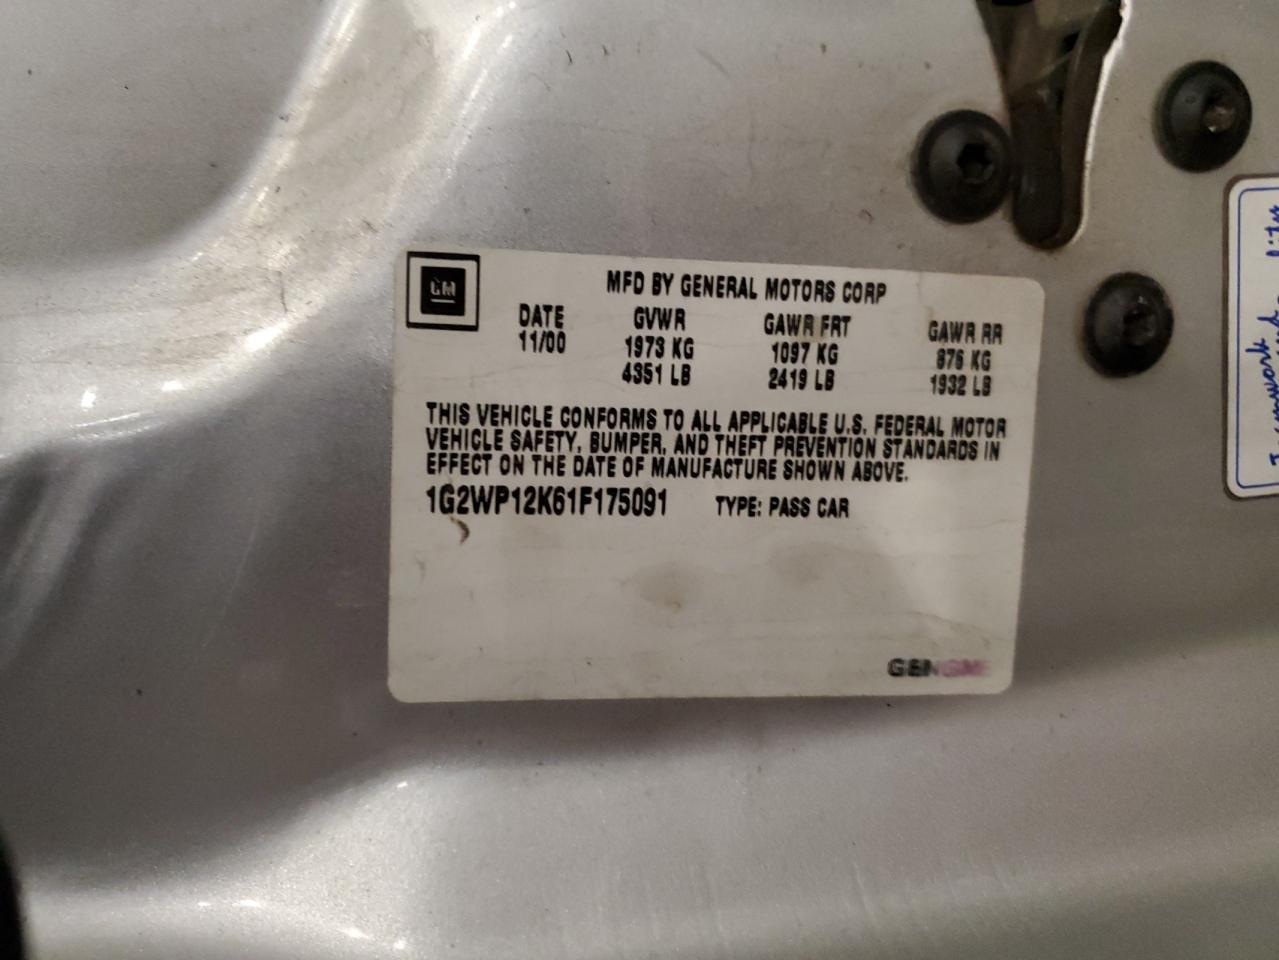 GM
MFD BY GENERAL MOTORS CORP
DATE GVWR GAWR FRT GAWR RR
11/00 1973 KG 1097 KG 876 KG
4351 LB 2419 LB 1932 LB
THIS VEHICLE CONFORMS TO ALL APPLICABLE U.S. FEDERAL MOTOR
VEHICLE SAFETY, BUMPER, AND THEFT PREVENTION STANDARDS IN
EFFECT ON THE DATE OF MANUFACTURE SHOWN ABOVE.
1G2WP12K61F175091 TYPE: PASS CAR